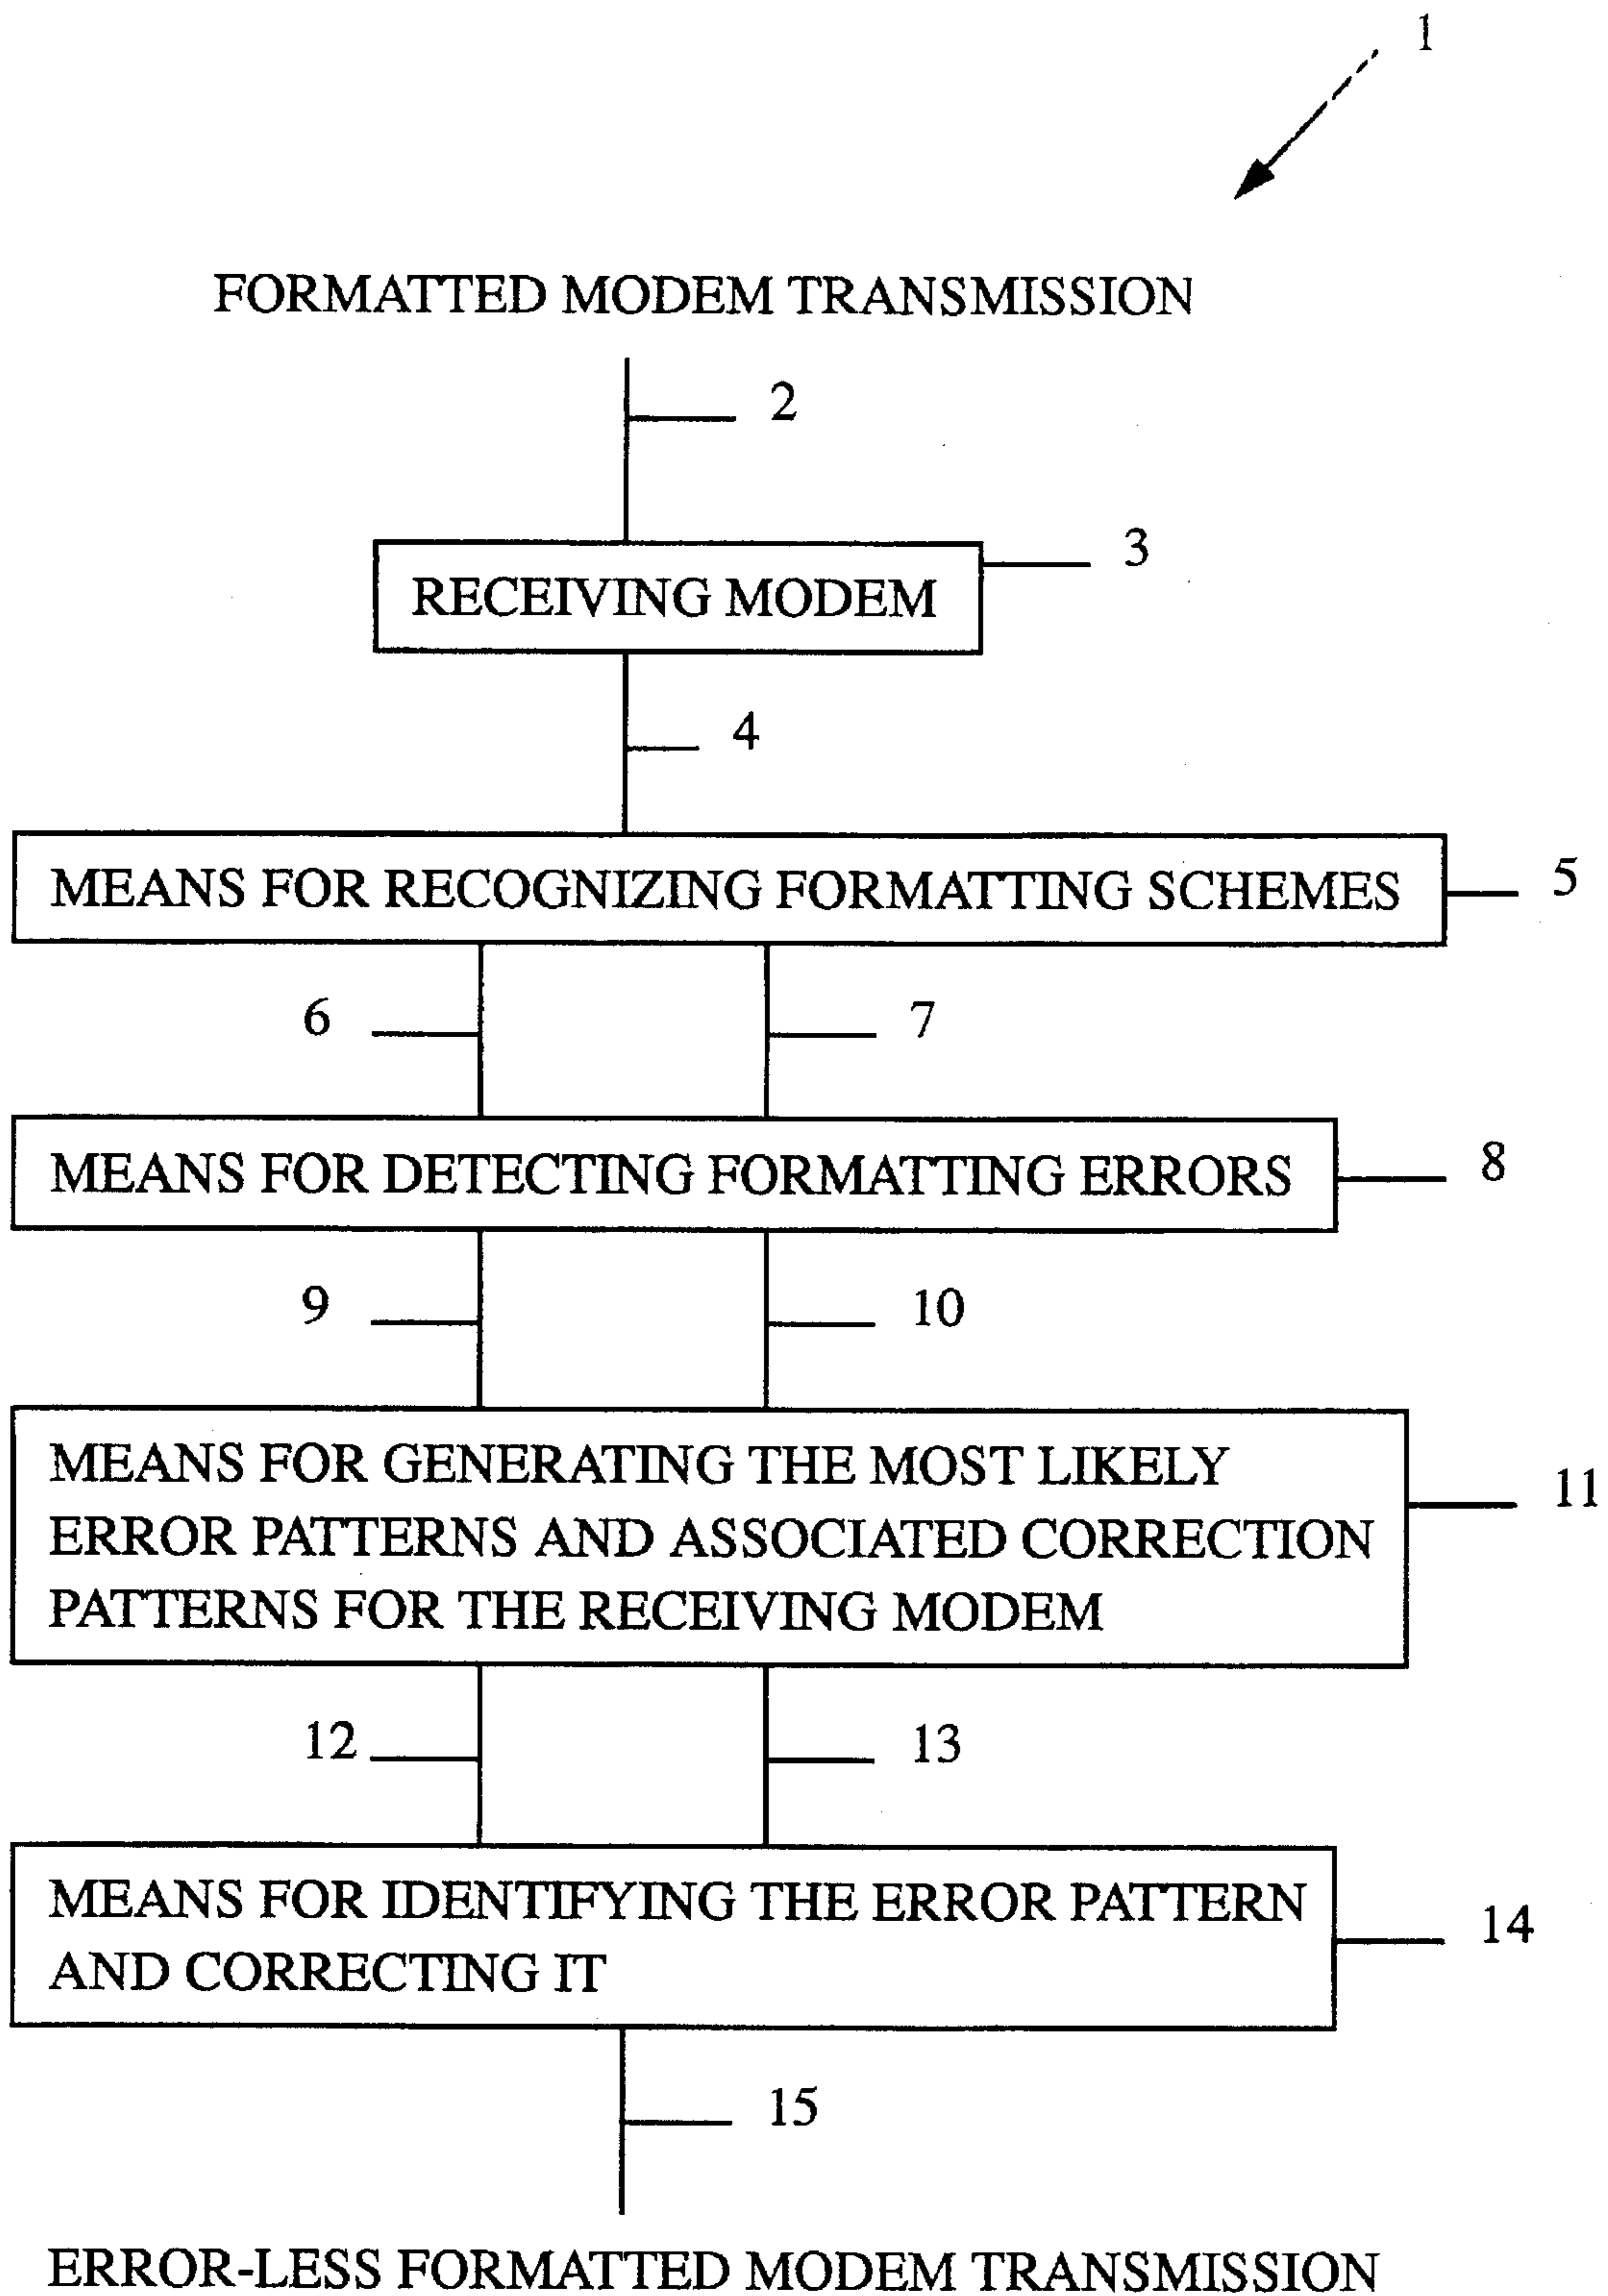 1
FORMATTED MODEM TRANSMISSION
2
RECEIVING MODEM
3
4
MEANS FOR RECOGNIZING FORMATTING SCHEMES
5
6
7
MEANS FOR DETECTING FORMATTING ERRORS
8
9
10
MEANS FOR GENERATING THE MOST LIKELY
ERROR PATTERNS AND ASSOCIATED CORRECTION
PATTERNS FOR THE RECEIVING MODEM
11
12
13
MEANS FOR IDENTIFYING THE ERROR PATTERN
AND CORRECTING IT
14
15
ERROR-LESS FORMATTED MODEM TRANSMISSION